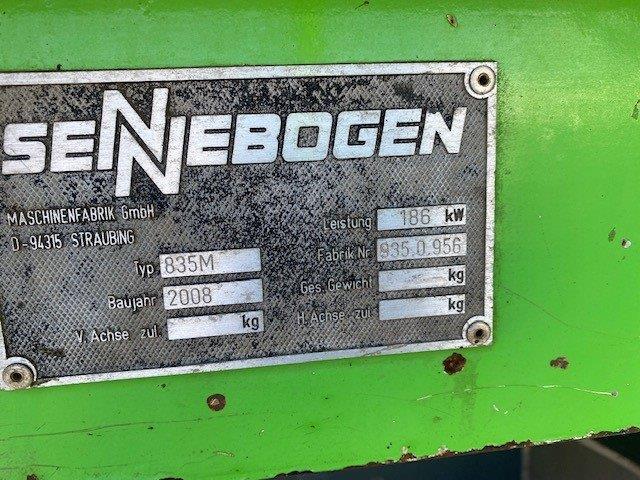 SENNEBOGEN
MASCHINENFABRIK GmbH
D-94315 STRAUBING
Typ 835M
Baujahr 2008
V. Achse zul. kg
Leistung 186 kW
Fabrik Nr. 935.0.956
Ges. Gewicht kg
H. Achse zul. kg